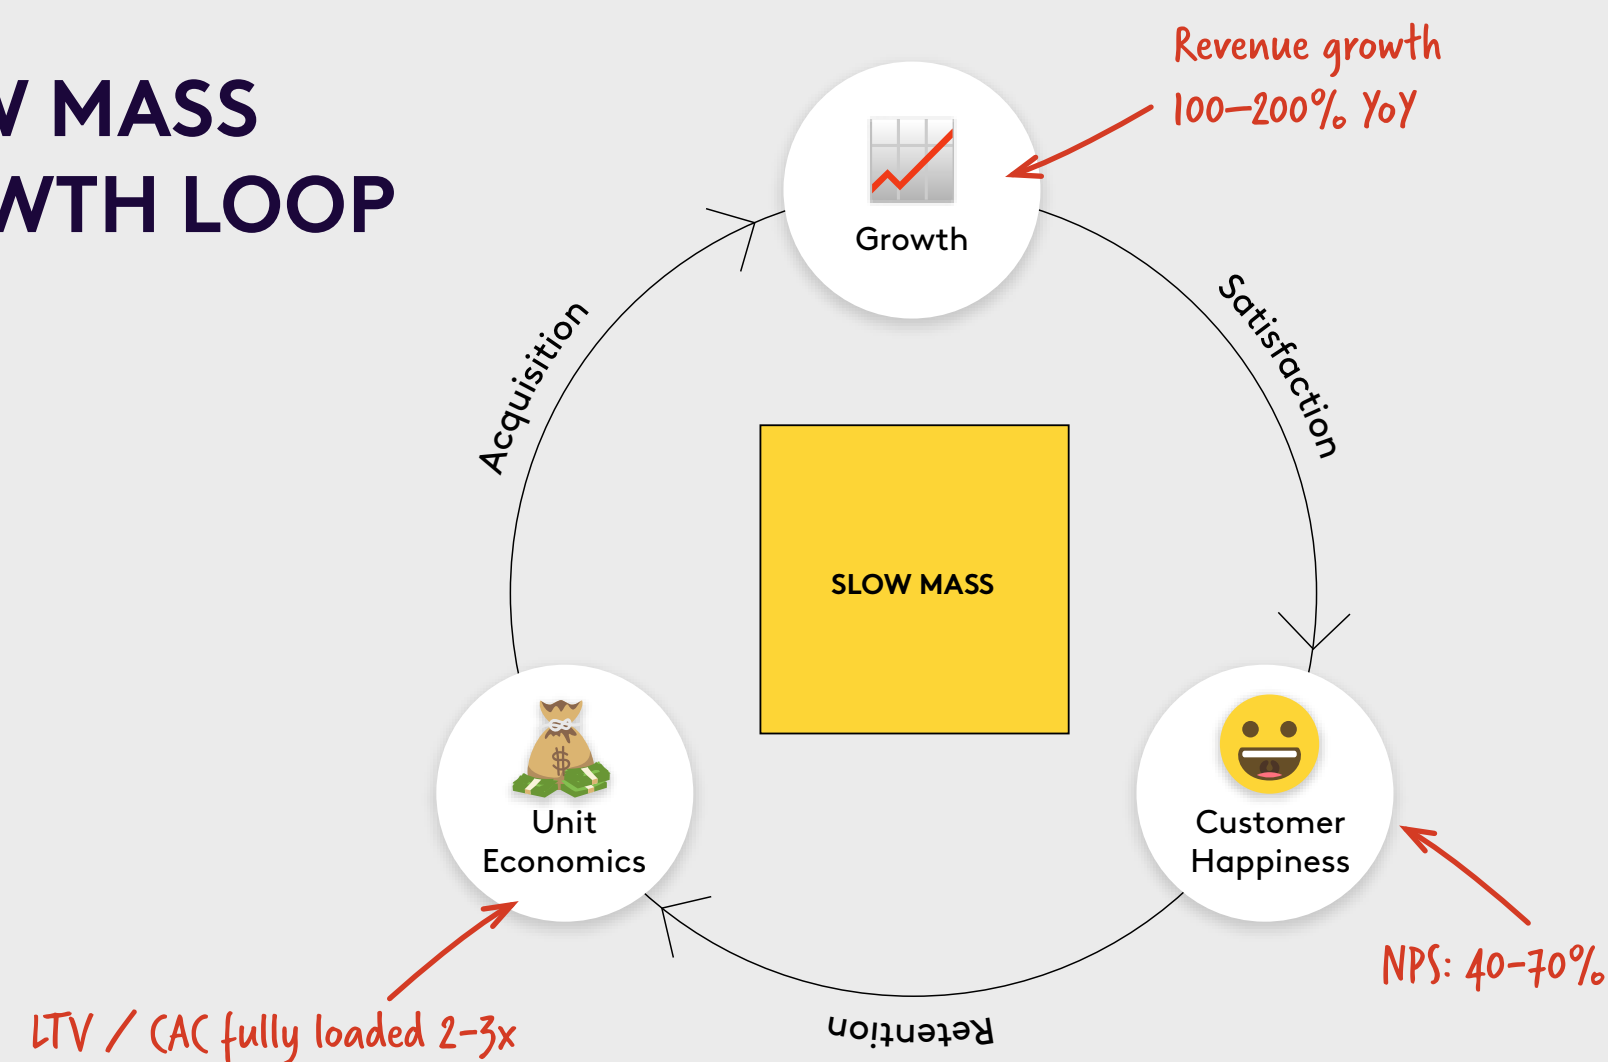 W MASS
WTH LOOP
Revenue growth
100–200% YoY
Growth
Acquisition
Satisfaction
SLOW MASS
Unit
Economics
Customer
Happiness
NPS: 40-70%
LTV / CAC fully loaded 2-3x
Retention